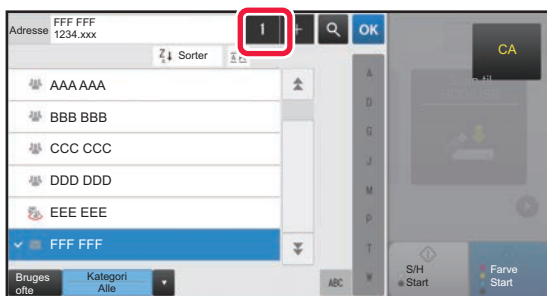 Adresse
FFF FFF
1234.xxx
1
+
OK
CA
Sorter
AAA AAA
BBB BBB
CCC CCC
DDD DDD
EEE EEE
FFF FFF
A
D
G
J
M
P
T
W
ABC
Bruges
ofte
Kategori
Alle
S/H
Start
Farve
Start